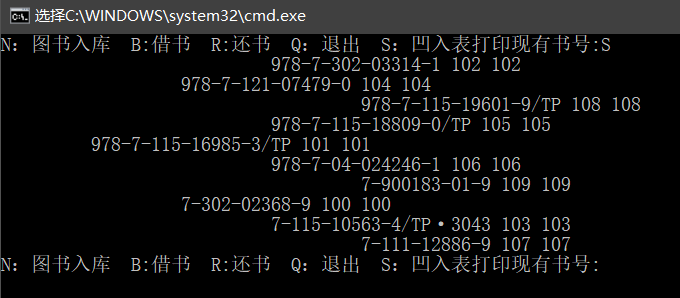 选择C:\WINDOWS\system32\cmd.exe
N：图书入库  B:借书  R:还书  Q：退出  S：凹入表打印现有书号:S
978-7-302-03314-1 102 102
978-7-121-07479-0 104 104
978-7-115-19601-9/TP 108 108
978-7-115-18809-0/TP 105 105
978-7-115-16985-3/TP 101 101
978-7-04-024246-1 106 106
7-900183-01-9 109 109
7-302-02368-9 100 100
7-115-10563-4/TP·3043 103 103
7-111-12886-9 107 107
N：图书入库  B:借书  R:还书  Q：退出  S：凹入表打印现有书号: